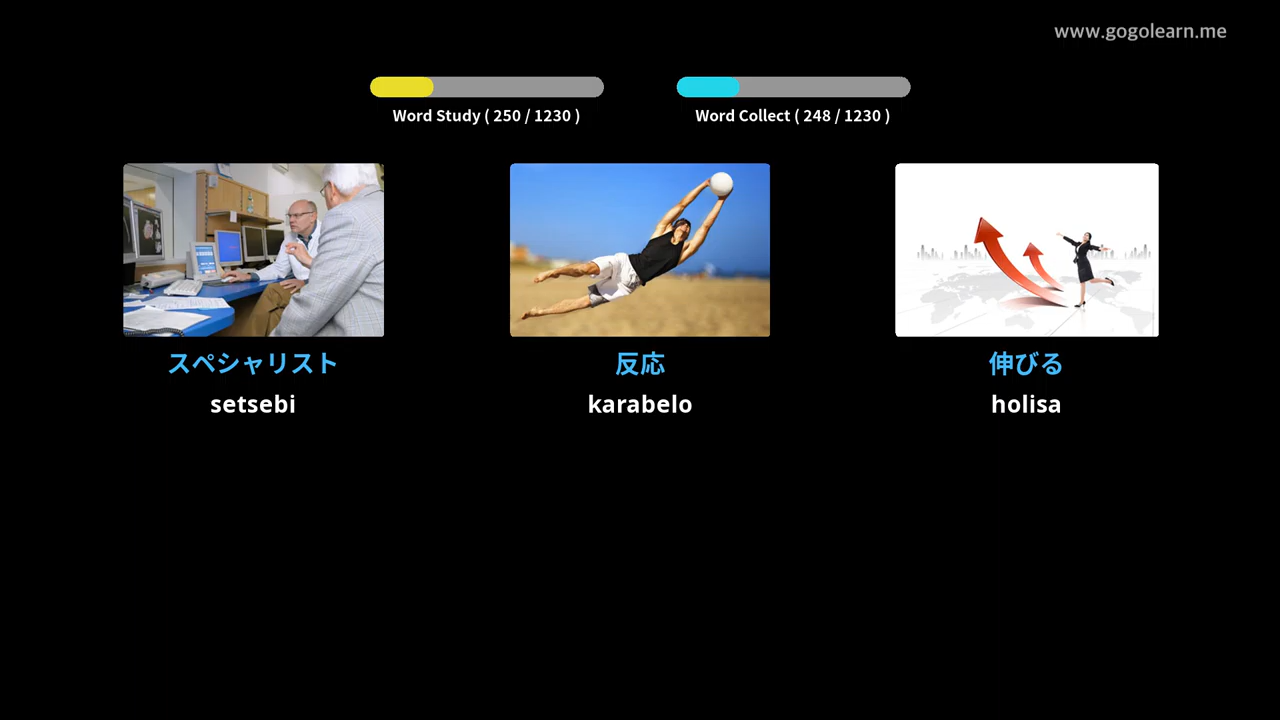 www.gogolearn.me
Word Study ( 250 / 1230 )
Word Collect ( 248 / 1230 )
スペシャリスト
setsebi
反応
karabelo
伸びる
holisa